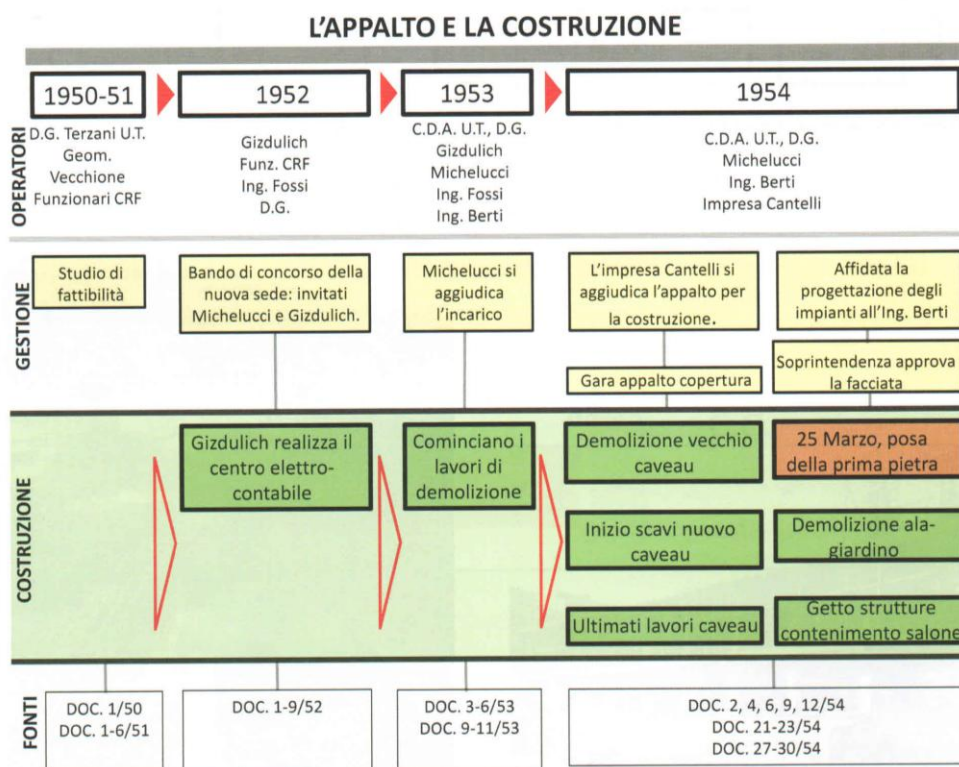 L'APPALTO E LA COSTRUZIONE
1950-51
1952
1953
1954
OPERATORI
D.G. Terzani U.T.
Geom.
Vecchione
Funzionari CRF
Gizdulich
Funz. CRF
Ing. Fossi
D.G.
C.D.A. U.T., D.G.
Gizdulich
Michelucci
Ing. Fossi
Ing. Berti
C.D.A. U.T., D.G.
Michelucci
Ing. Berti
Impresa Cantelli
GESTIONE
Studio di
fattibilità
Bando di concorso della
nuova sede: invitati
Michelucci e Gizdulich.
Michelucci si
aggiudica
l'incarico
L'impresa Cantelli si
aggiudica l'appalto per
la costruzione.
Affidata la
progettazione degli
impianti all'Ing. Berti
Gara appalto copertura
Soprintendenza approva
la facciata
COSTRUZIONE
Gizdulich realizza il
centro elettro-
contabile
Cominciano i
lavori di
demolizione
Demolizione vecchio
caveau
25 Marzo, posa
della prima pietra
Inizio scavi nuovo
caveau
Demolizione ala-
giardino
Ultimati lavori caveau
Getto strutture
contenimento salone
FONTI
DOC. 1/50
DOC. 1-6/51
DOC. 1-9/52
DOC. 3-6/53
DOC. 9-11/53
DOC. 2, 4, 6, 9, 12/54
DOC. 21-23/54
DOC. 27-30/54